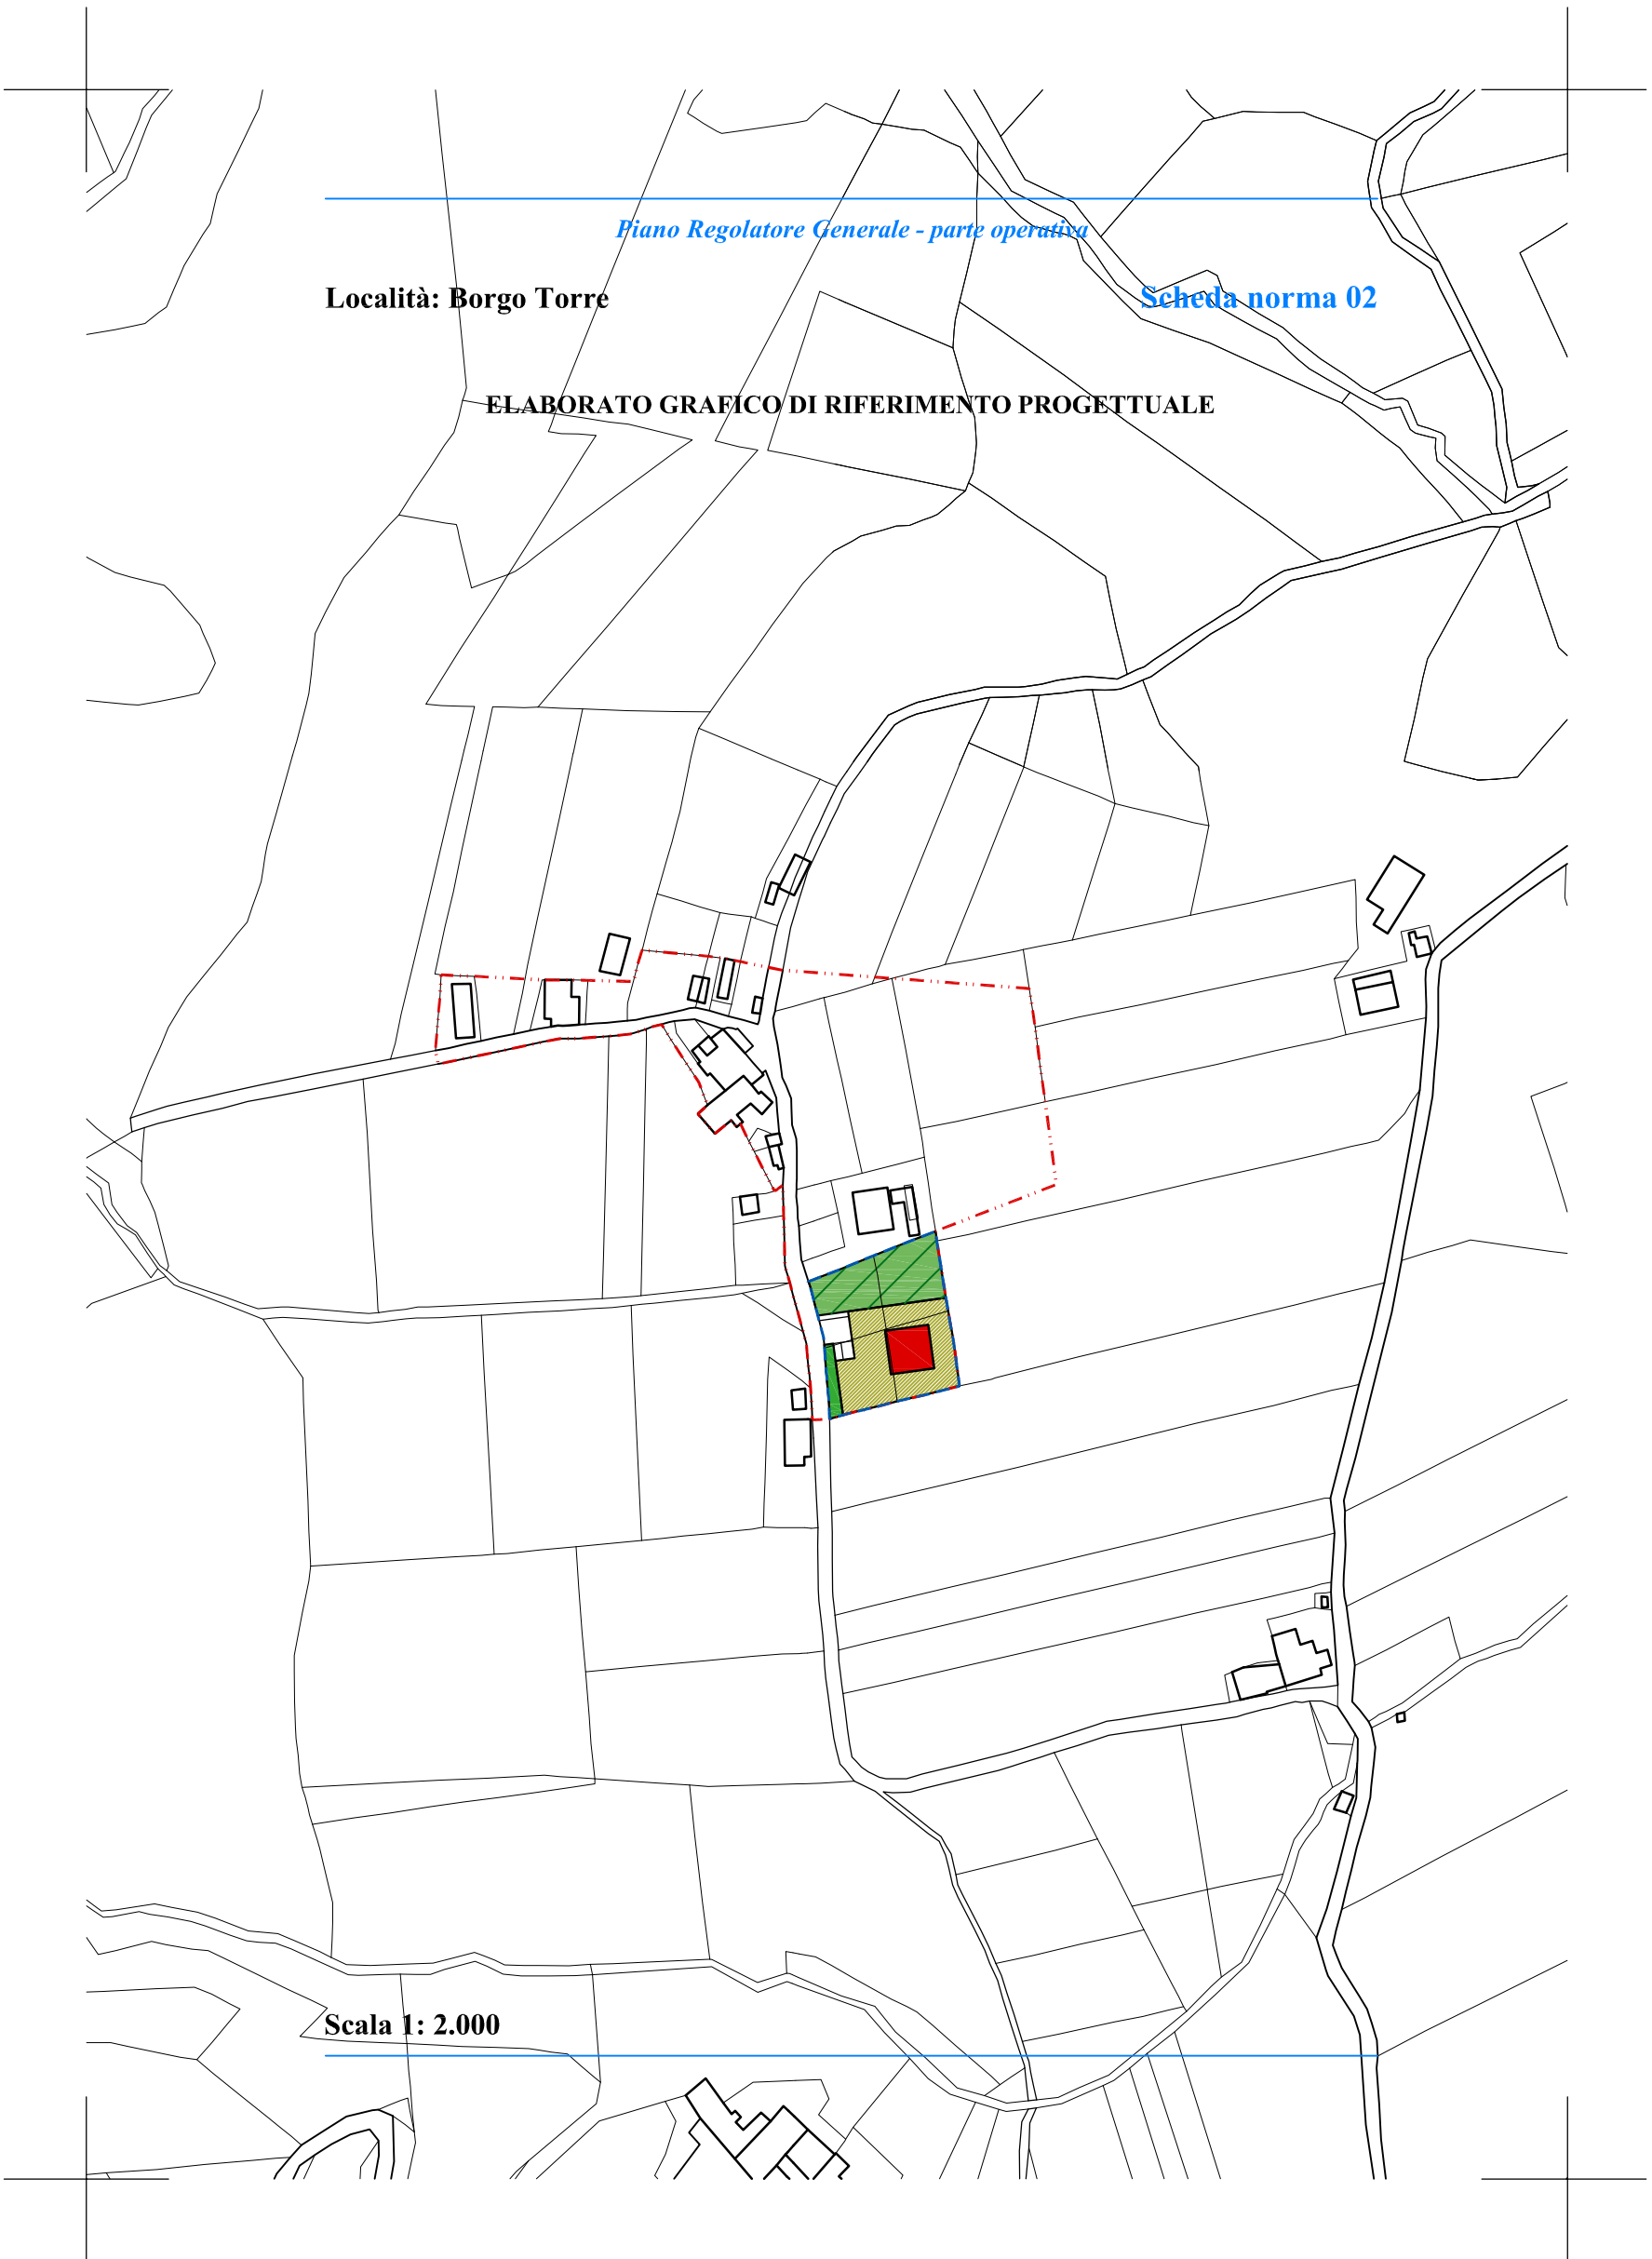 Piano Regolatore Generale - parte operativa
Località: Borgo Torre
Scheda norma 02
ELABORATO GRAFICO DI RIFERIMENTO PROGETTUALE
Scala 1: 2.000